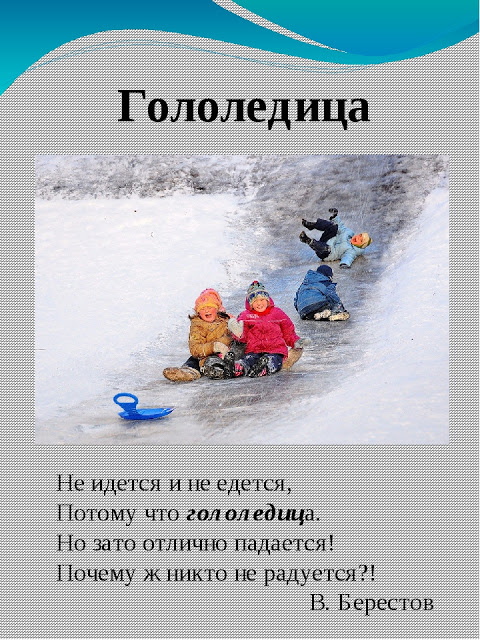 Гололедица
Не идется и не едется,
Потому что гололедица.
Но зато отлично падается!
Почему ж никто не радуется?!
В. Берестов